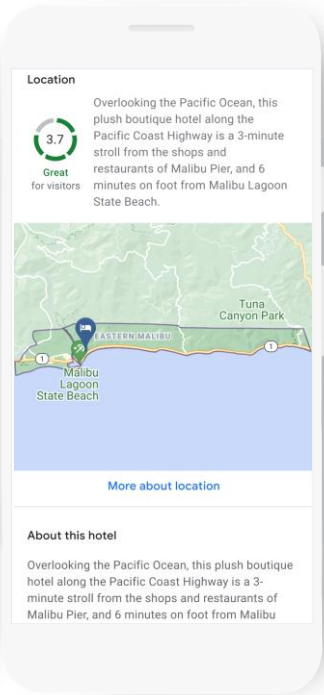 Location
3.7
Great
for visitors
Overlooking the Pacific Ocean, this
plush boutique hotel along the
Pacific Coast Highway is a 3-minute
stroll from the shops and
restaurants of Malibu Pier, and 6
minutes on foot from Malibu Lagoon
State Beach.
Tuna
Canyon Park
EASTERN MALIBU
1
1
Malibu
Lagoon
State Beach
More about location
About this hotel
Overlooking the Pacific Ocean, this plush boutique
hotel along the Pacific Coast Highway is a 3-
minute stroll from the shops and restaurants of
Malibu Pier, and 6 minutes on foot from Malibu